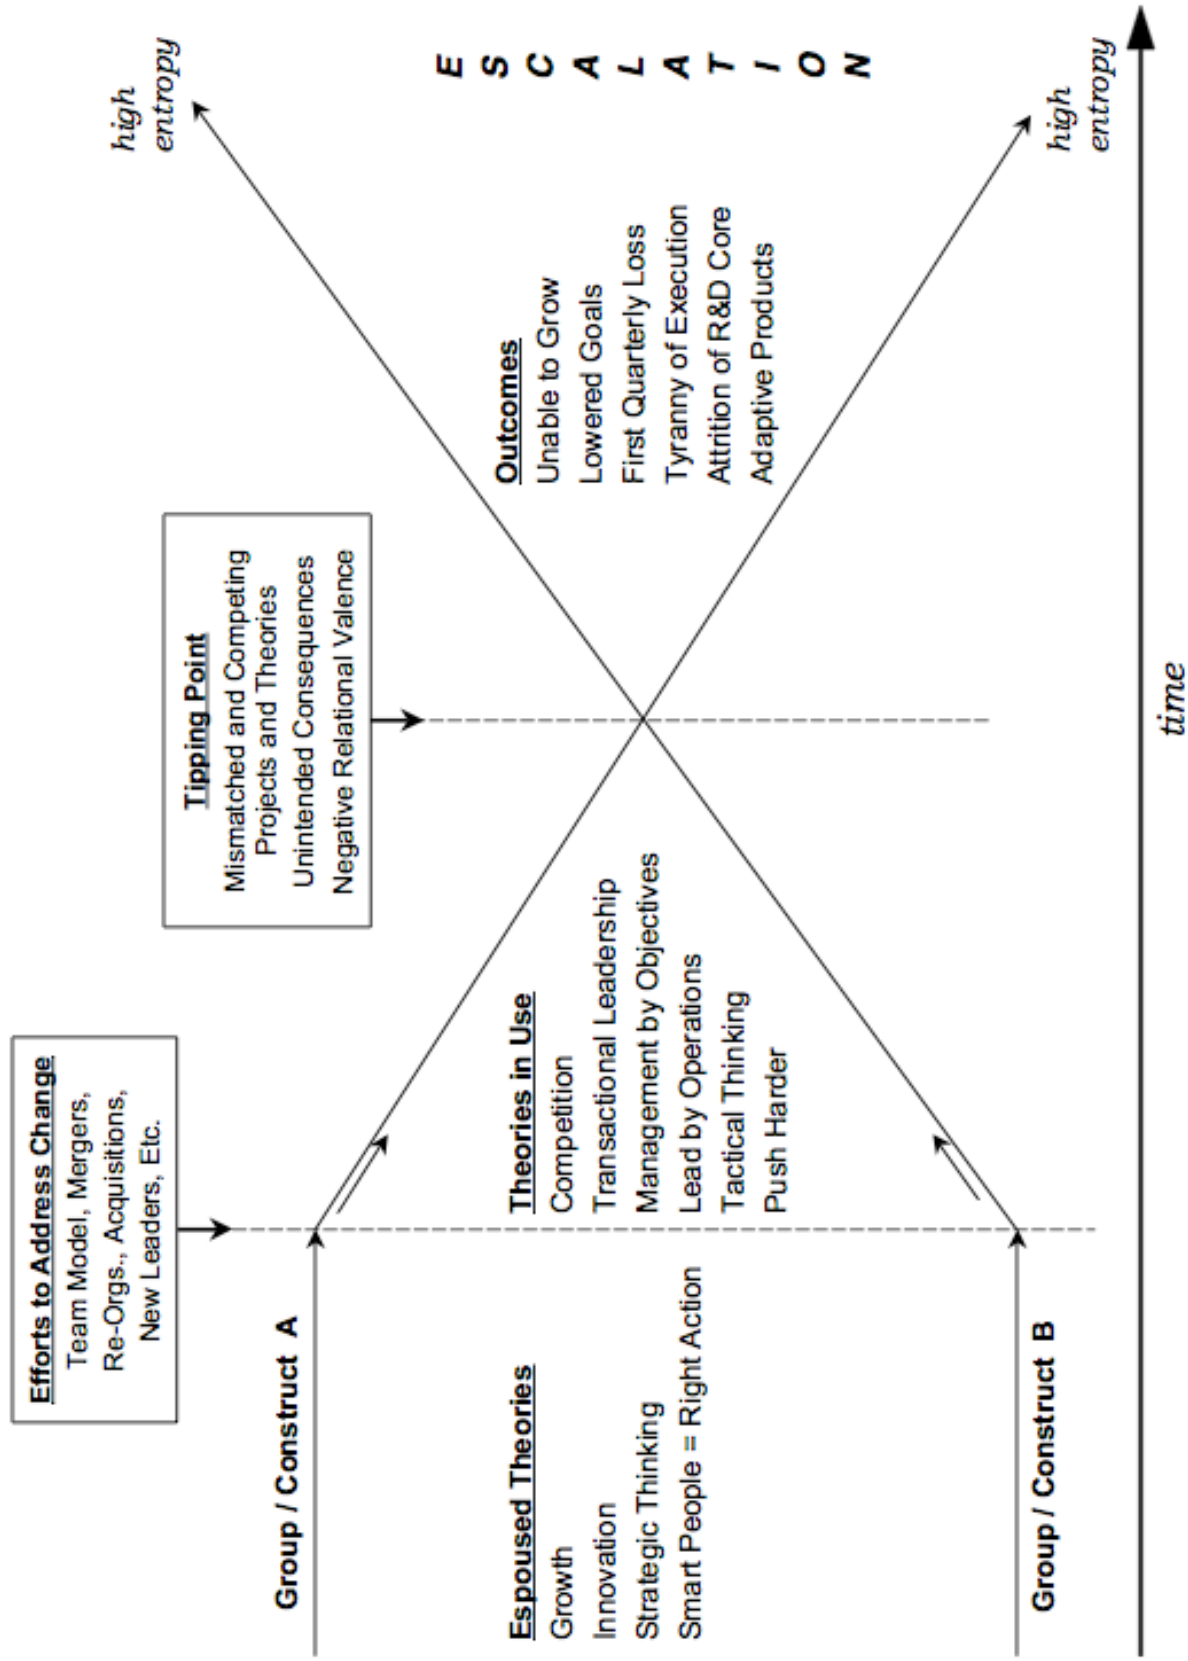 Efforts to Address Change
Team Model, Mergers,
Re-Orgs., Acquisitions,
New Leaders, Etc.
Tipping Point
Mismatched and Competing
Projects and Theories
Unintended Consequences
Negative Relational Valence
high
entropy
Group / Construct A
Espoused Theories
Growth
Innovation
Strategic Thinking
Smart People = Right Action
Theories in Use
Competition
Transactional Leadership
Management by Objectives
Lead by Operations
Tactical Thinking
Push Harder
Outcomes
Unable to Grow
Lowered Goals
First Quarterly Loss
Tyranny of Execution
Attrition of R&D Core
Adaptive Products
E
S
C
A
L
A
T
I
O
N
Group / Construct B
high
entropy
time